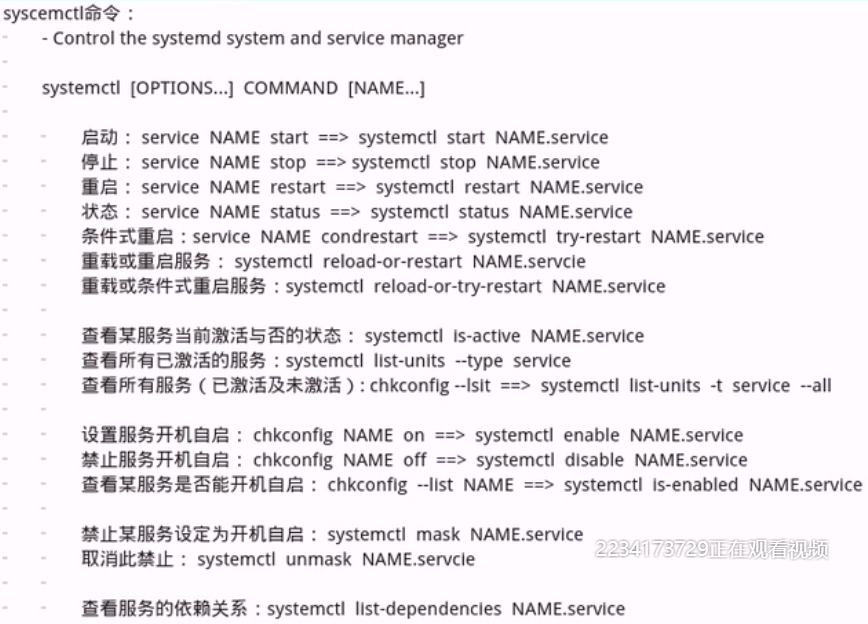 syscemctl命令：
- Control the systemd system and service manager
systemctl [OPTIONS...] COMMAND [NAME...]
启动： service NAME start ==> systemctl start NAME.service
停止： service NAME stop ==> systemctl stop NAME.service
重启： service NAME restart ==> systemctl restart NAME.service
状态： service NAME status ==> systemctl status NAME.service
条件式重启：service NAME condrestart ==> systemctl try-restart NAME.service
重载或重启服务： systemctl reload-or-restart NAME.servcie
重载或条件式重启服务：systemctl reload-or-try-restart NAME.service
查看某服务当前激活与否的状态： systemctl is-active NAME.service
查看所有已激活的服务：systemctl list-units --type service
查看所有服务（已激活及未激活）: chkconfig --lsit ==> systemctl list-units -t service --all
设置服务开机自启： chkconfig NAME on ==> systemctl enable NAME.service
禁止服务开机自启： chkconfig NAME off ==> systemctl disable NAME.service
查看某服务是否能开机自启： chkconfig --list NAME ==> systemctl is-enabled NAME.service
禁止某服务设定为开机自启： systemctl mask NAME.service
2234173729正在观看视频
取消此禁止： systemctl unmask NAME.servcie
查看服务的依赖关系：systemctl list-dependencies NAME.service